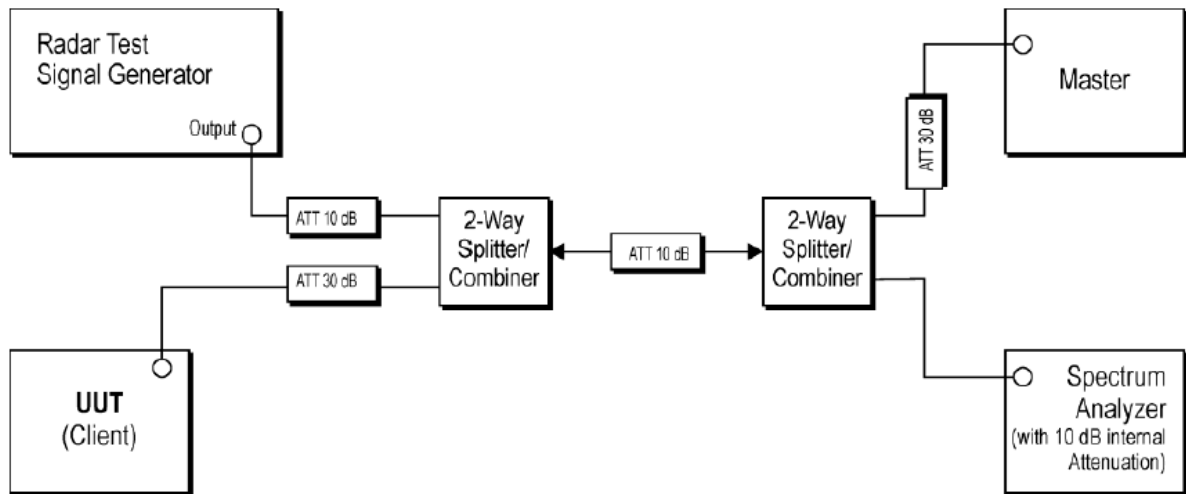 Radar Test
Signal Generator
Output
Master
ATT 30 dB
ATT 10 dB
2-Way
Splitter/
Combiner
ATT 10 dB
2-Way
Splitter/
Combiner
ATT 30 dB
UUT
(Client)
Spectrum
Analyzer
(with 10 dB internal
Attenuation)